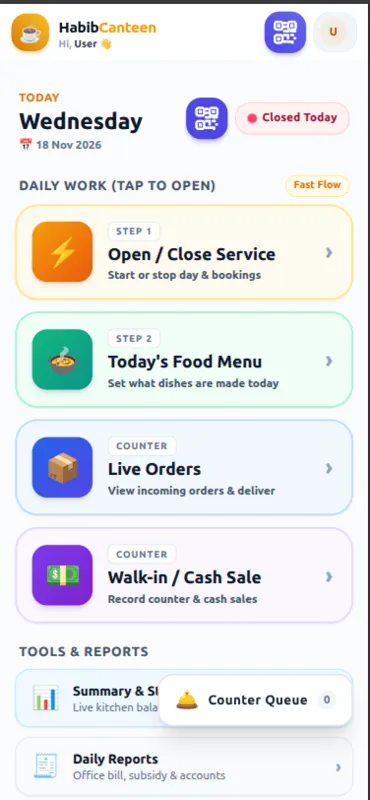 HabibCanteen
Hi, User 👋
U
TODAY
Wednesday
📅 18 Nov 2026
Closed Today
DAILY WORK (TAP TO OPEN)
Fast Flow
STEP 1
Open / Close Service
Start or stop day & bookings
STEP 2
Today's Food Menu
Set what dishes are made today
COUNTER
Live Orders
View incoming orders & deliver
COUNTER
Walk-in / Cash Sale
Record counter & cash sales
TOOLS & REPORTS
Summary &
Live kitchen
Counter Queue 0
Daily Reports
Office bill, subsidy & accounts